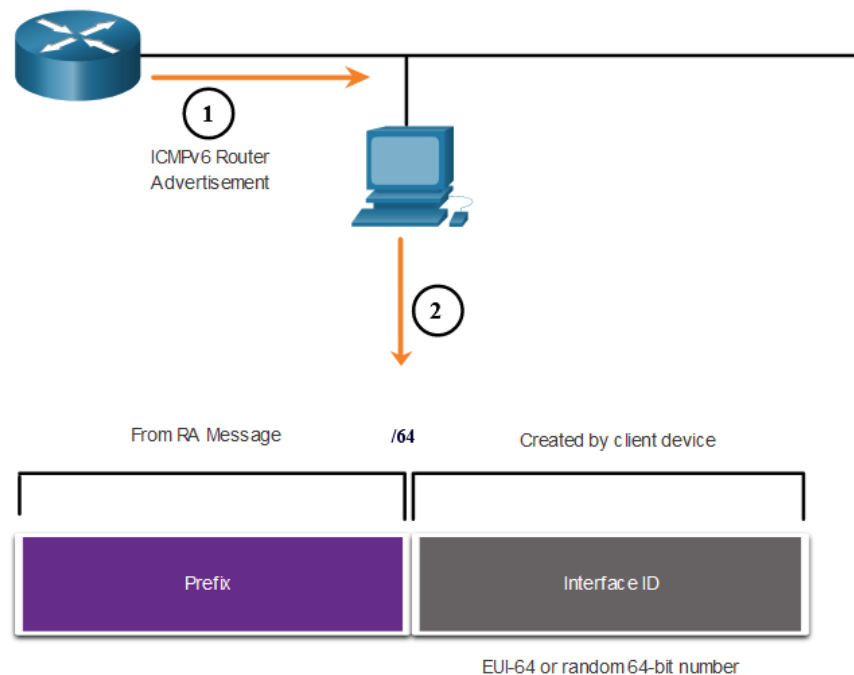 1
ICMPv6 Router
Advertisement
2
From RA Message
/64
Created by client device
Prefix
Interface ID
EUI-64 or random 64-bit number